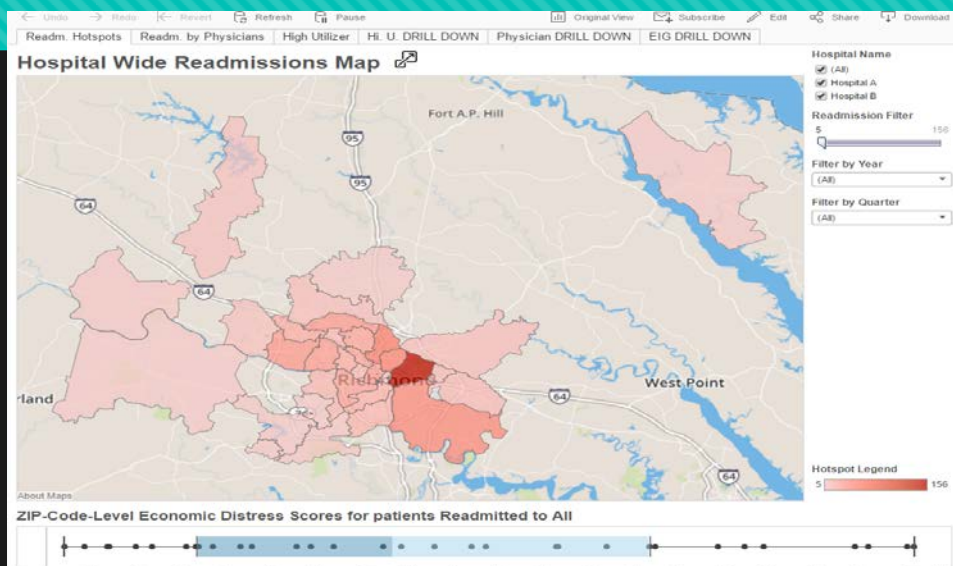 Undo Redo Revert Refresh Pause Original View Subscribe Edit Share Download
Readm. Hotspots Readm. by Physicians High Utilizer Hi. U. DRILL DOWN Physician DRILL DOWN EIG DRILL DOWN
Hospital Wide Readmissions Map
Hospital Name
(All)
Hospital A
Hospital B
Readmission Filter
5 156
Filter by Year
(All)
Filter by Quarter
(All)
Fort A.P. Hill
95
95
64
64
Richmond
West Point
rland
64
64
Hotspot Legend
5 156
About Maps
ZIP-Code-Level Economic Distress Scores for patients Readmitted to All